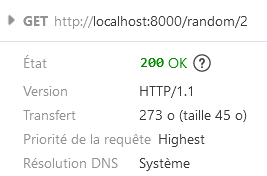 GET http://localhost:8000/random/2
État 200 OK ?
Version HTTP/1.1
Transfert 273 o (taille 45 o)
Priorité de la requête Highest
Résolution DNS Système